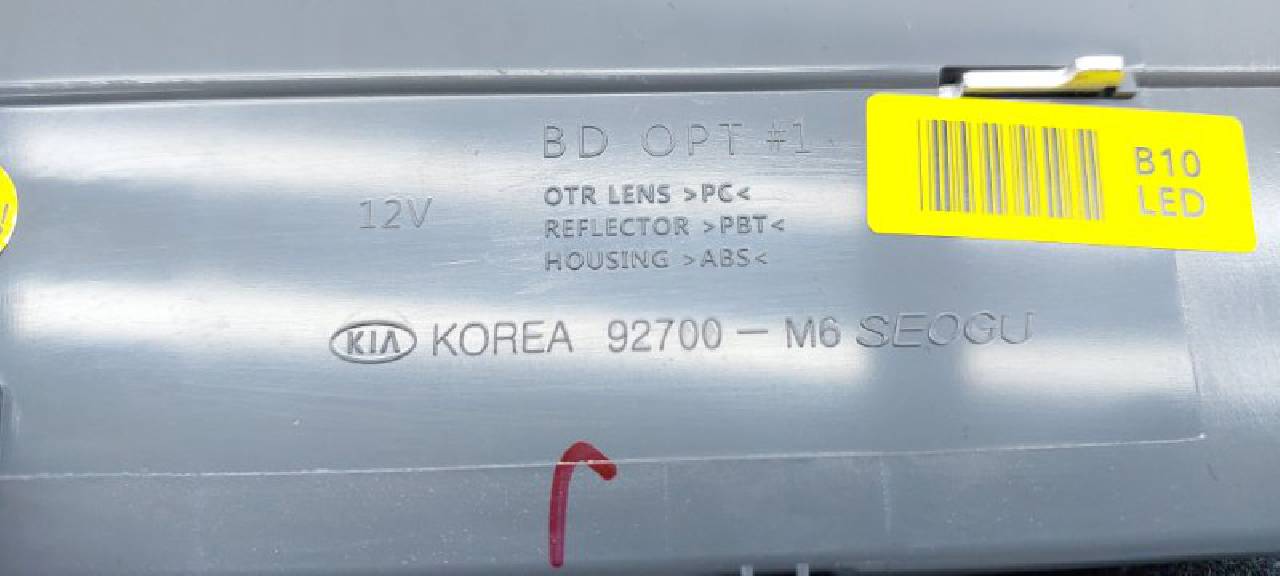 BD OPT #1
B10
LED
12V
OTR LENS >PC<
REFLECTOR >PBT<
HOUSING >ABS<
KIA KOREA 92700 - M6 SEOGU